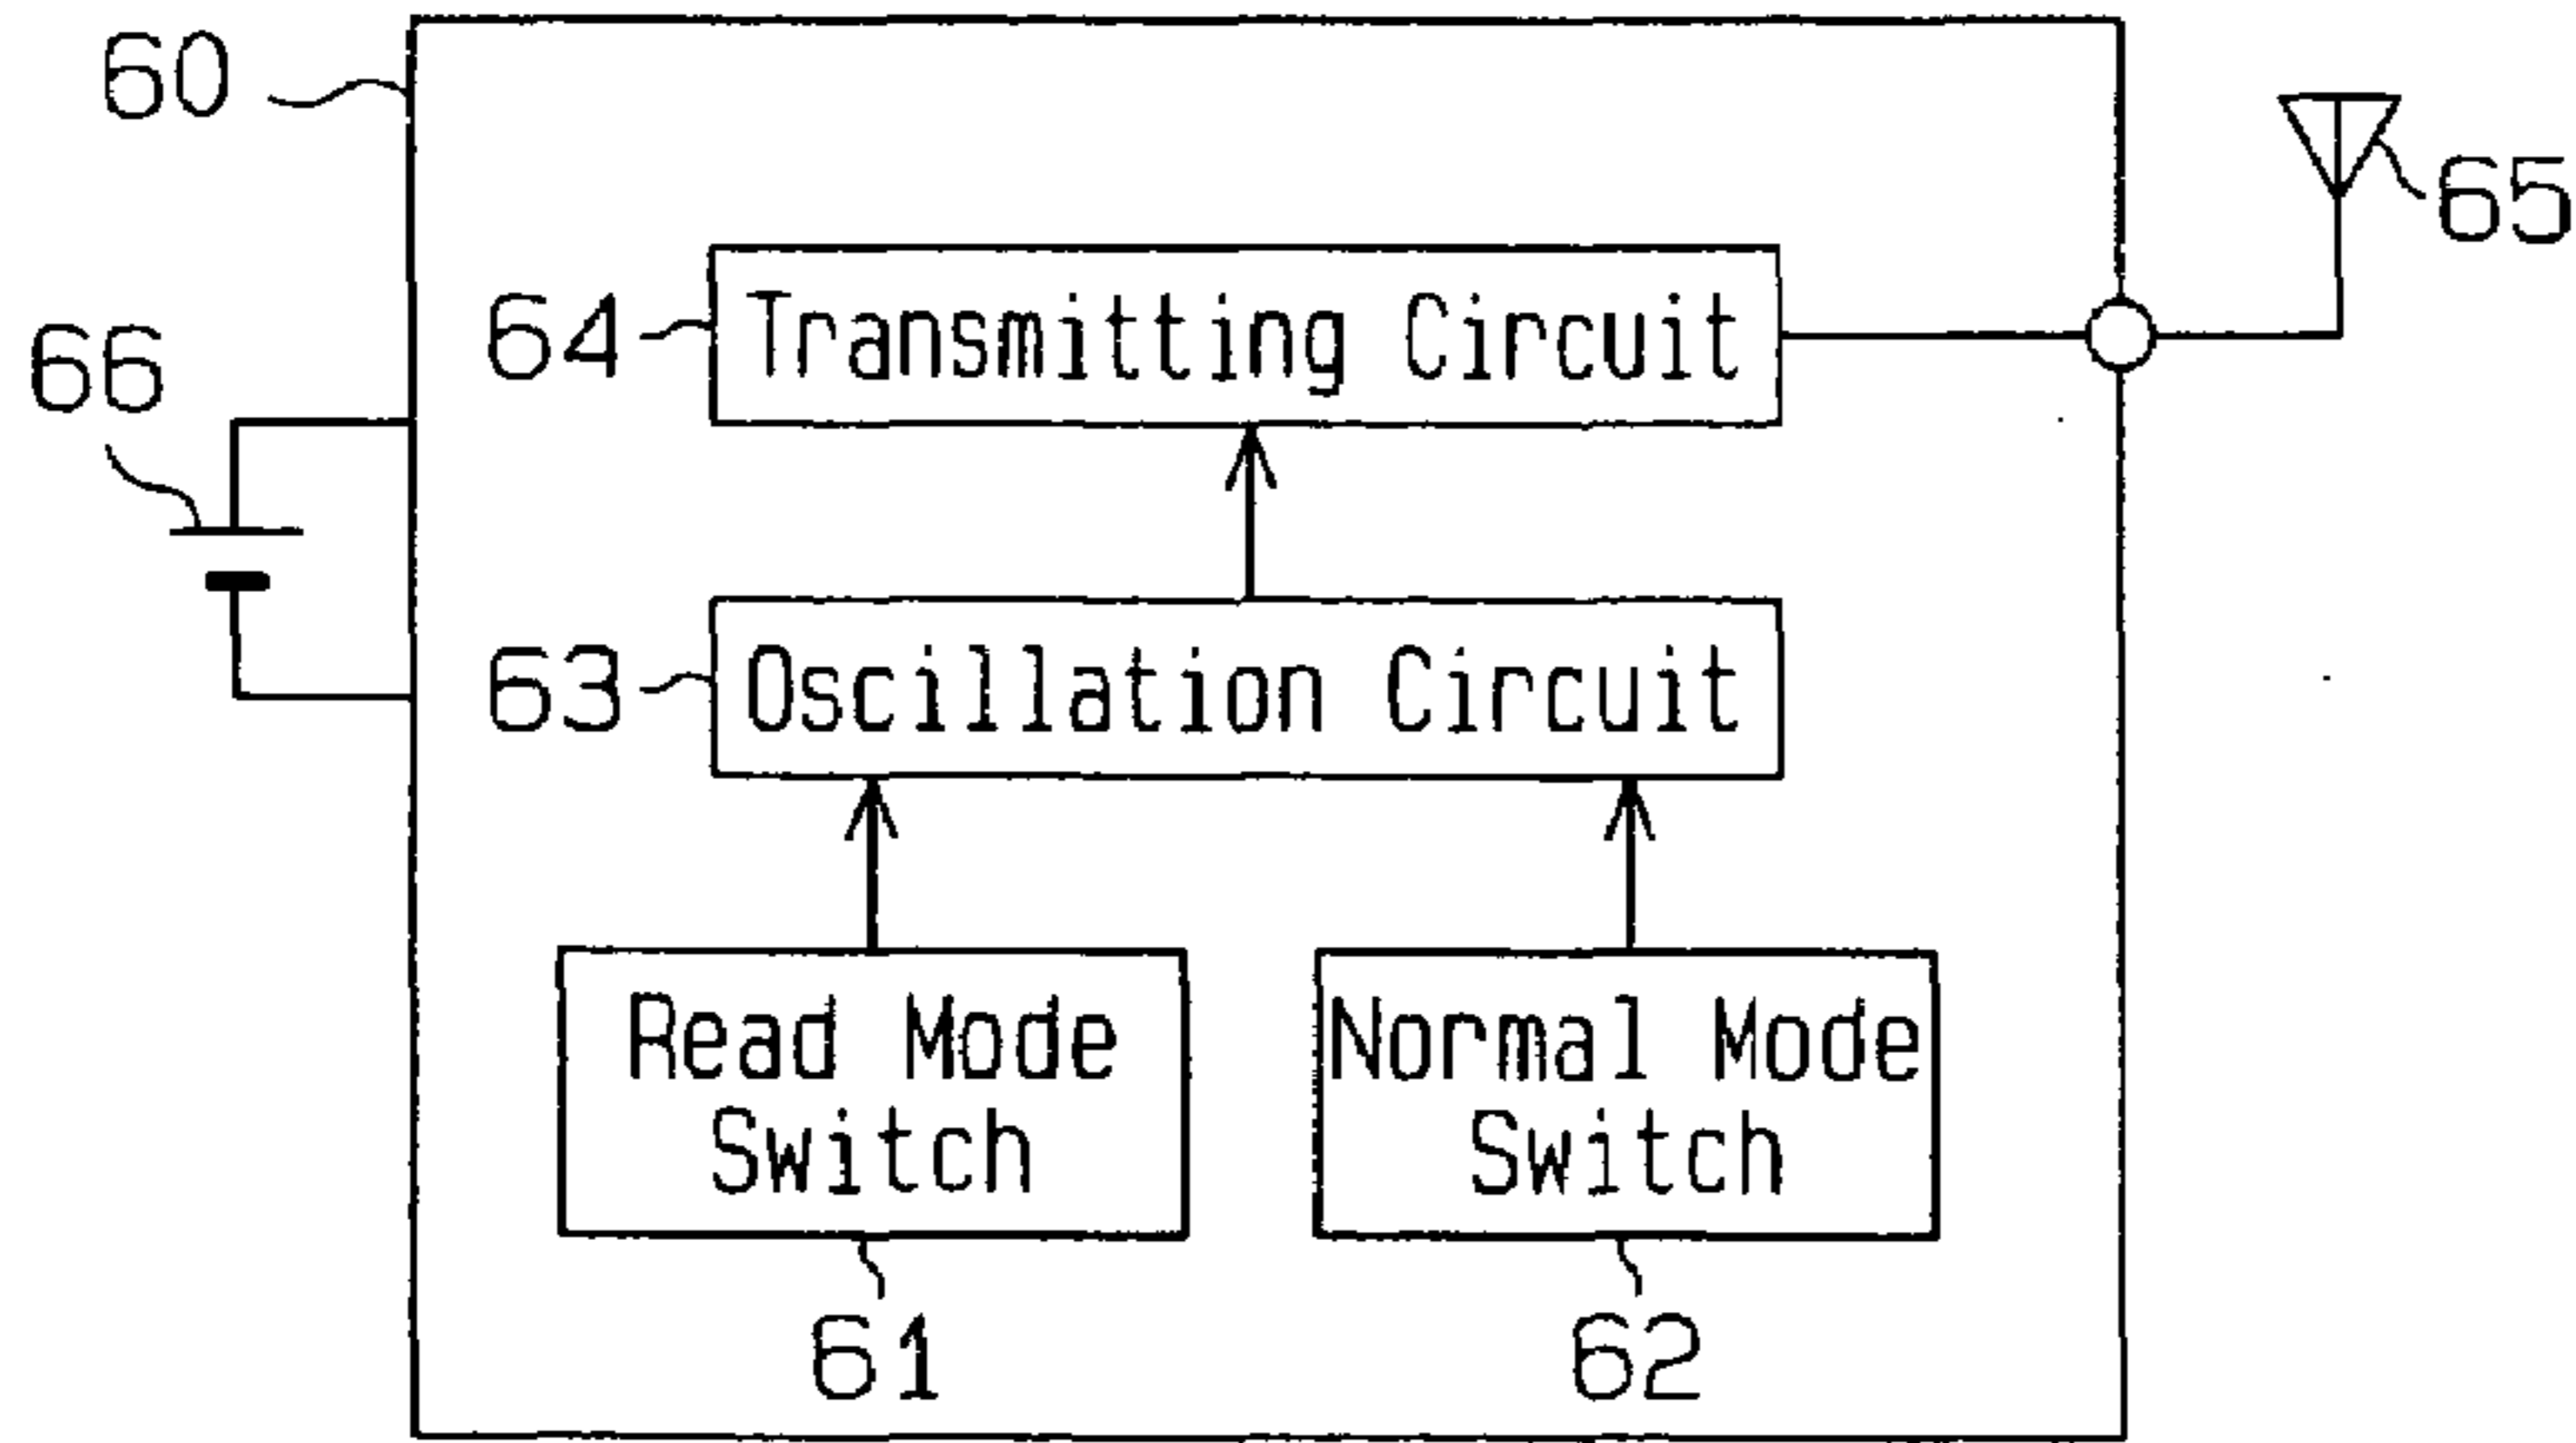 60
65
64
Transmitting Circuit
66
63
Oscillation Circuit
Read Mode
Switch
Normal Mode
Switch
61
62